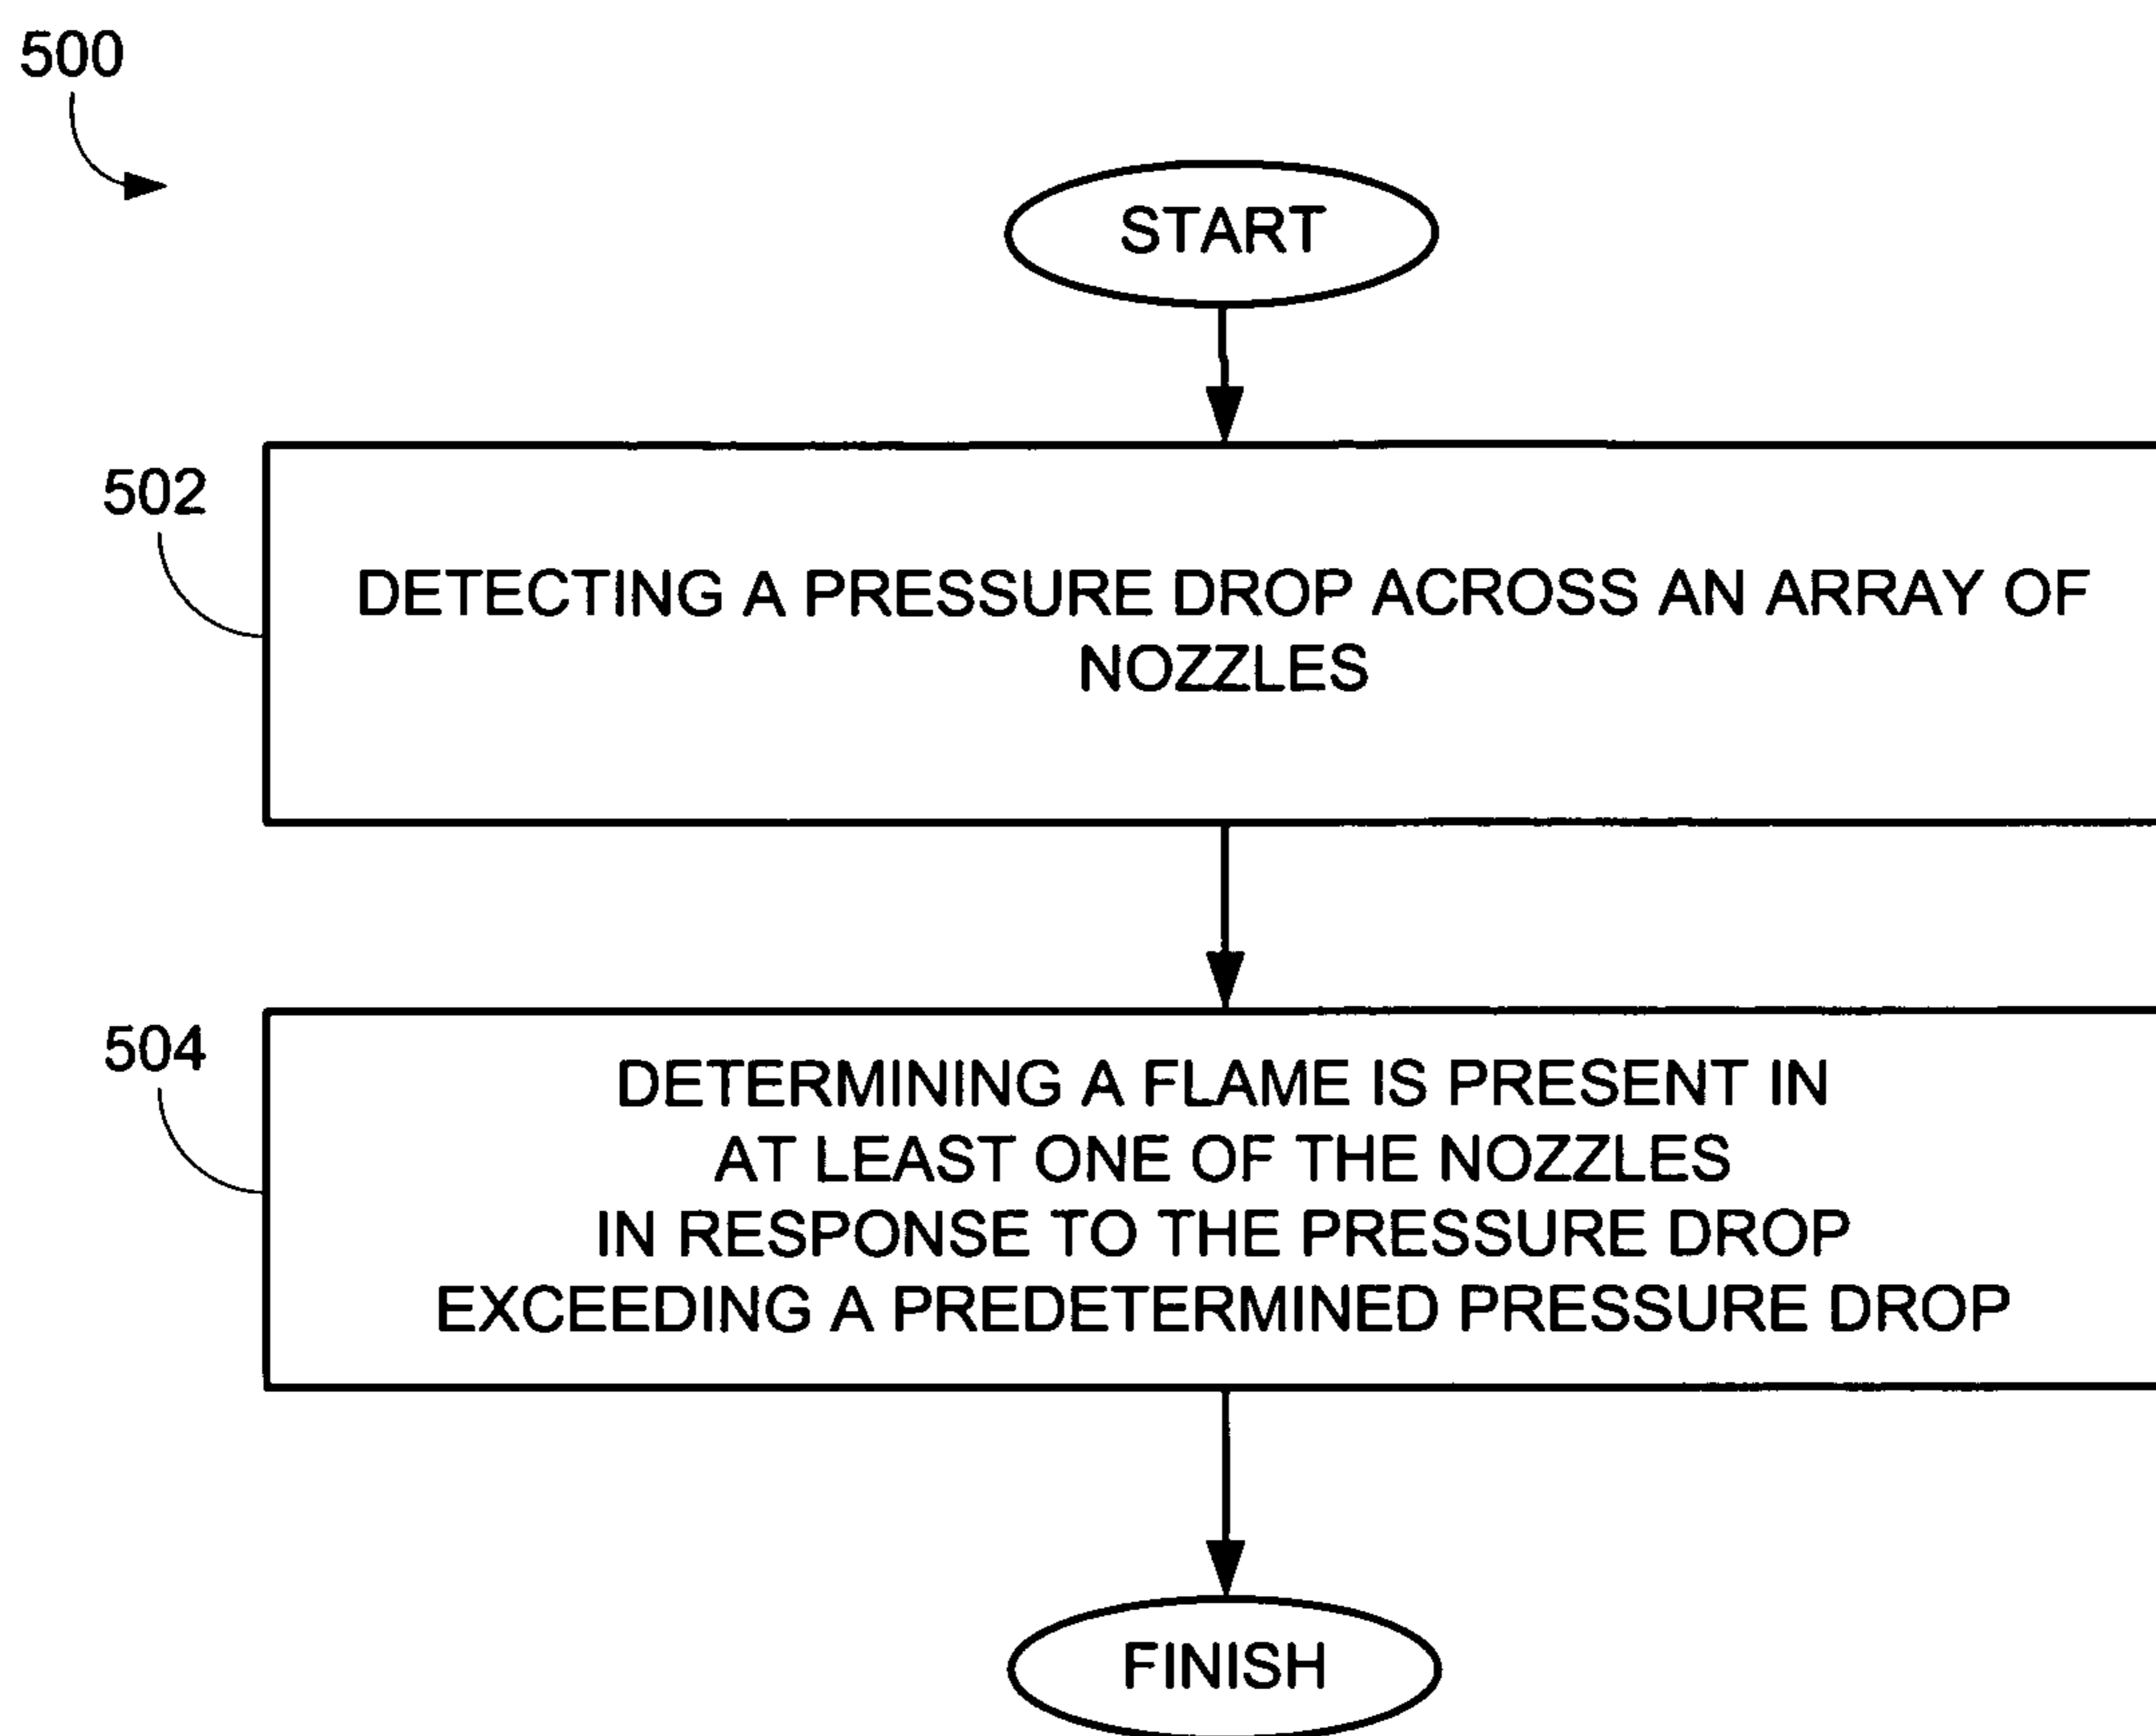 500
START
502
DETECTING A PRESSURE DROP ACROSS AN ARRAY OF
NOZZLES
504
DETERMINING A FLAME IS PRESENT IN
AT LEAST ONE OF THE NOZZLES
IN RESPONSE TO THE PRESSURE DROP
EXCEEDING A PREDETERMINED PRESSURE DROP
FINISH